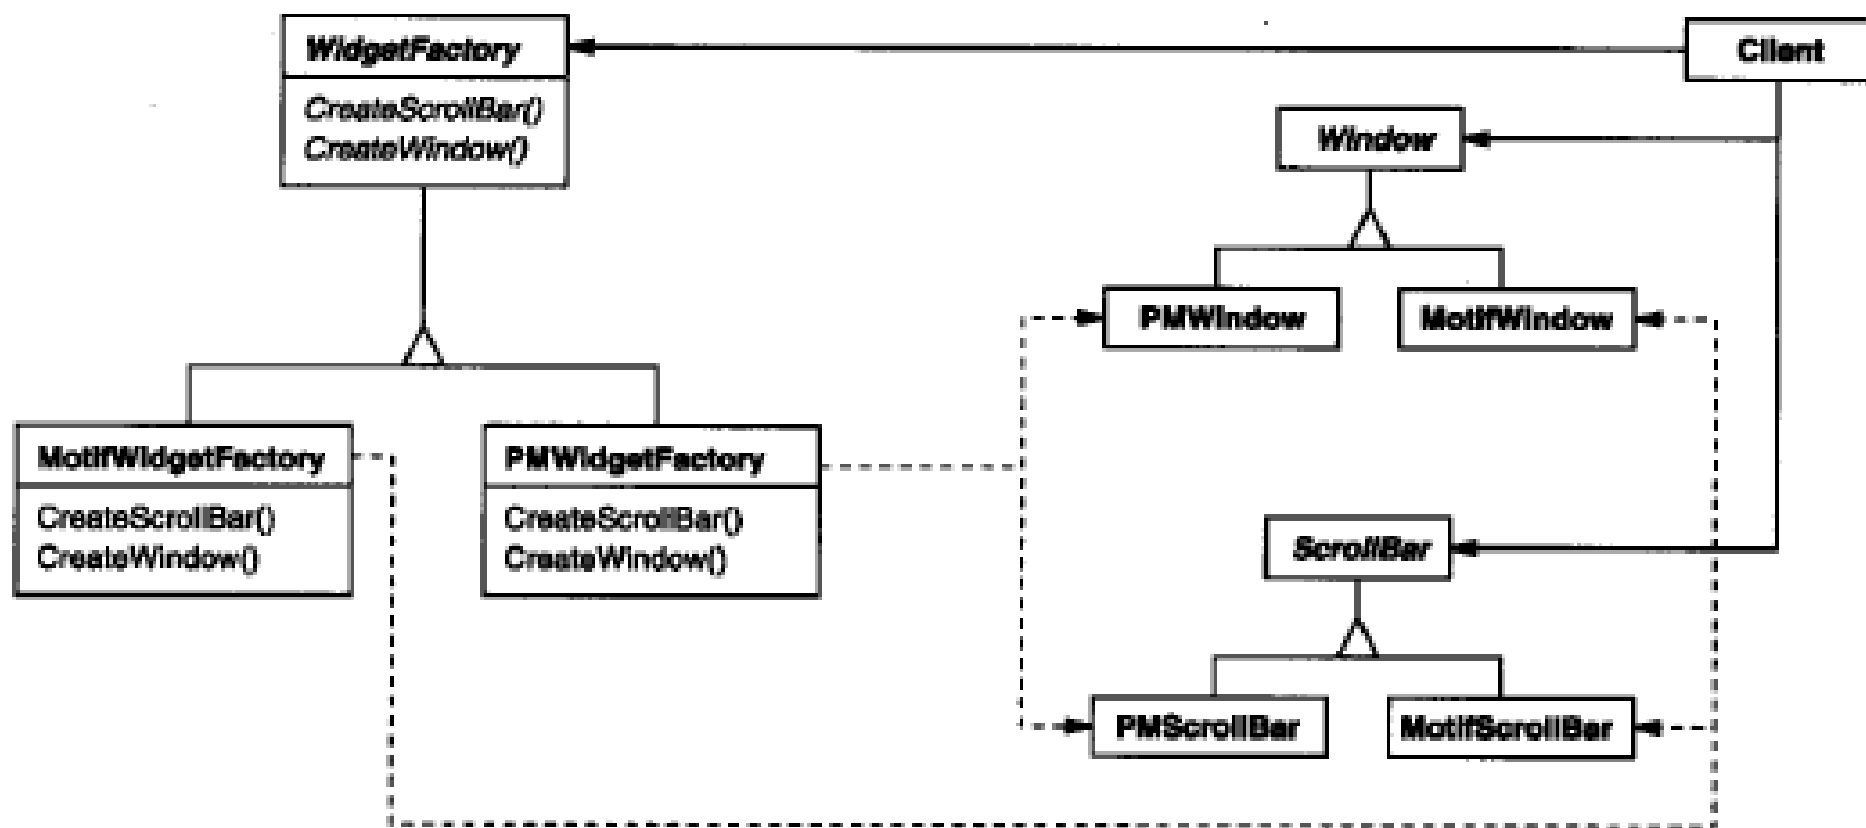 WidgetFactory
CreateScrollBar()
CreateWindow()
Client
Window
PMWindow
MotifWindow
MotifWidgetFactory
CreateScrollBar()
CreateWindow()
PMWidgetFactory
CreateScrollBar()
CreateWindow()
ScrollBar
PMScrollBar
MotifScrollBar